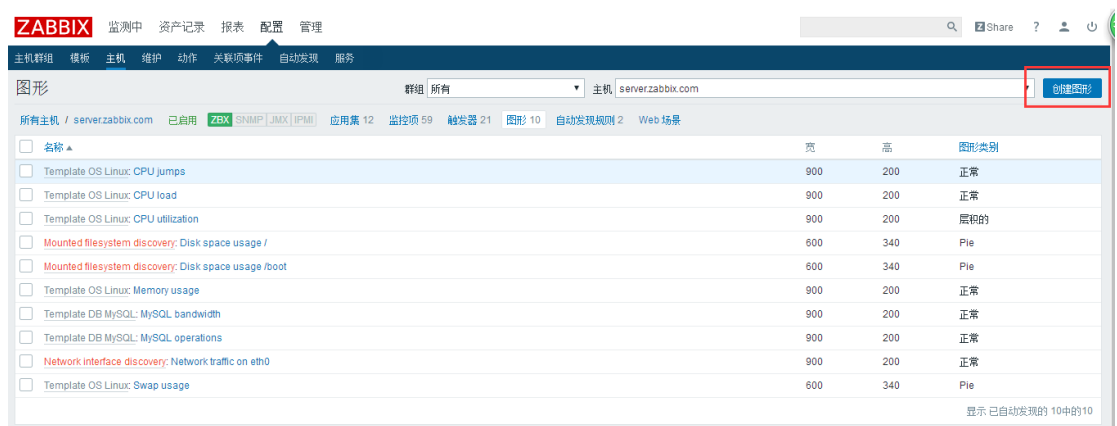 ZABBIX 监测中 资产记录 报表 配置 管理 Share ?
主机群组 模板 主机 维护 动作 关联项事件 自动发现 服务
图形 群组 所有 主机 server.zabbix.com 创建图形
所有主机 / server.zabbix.com 已启用 ZBX SNMP JMX IPMI 应用集 12 监控项 59 触发器 21 图形 10 自动发现规则 2 Web 场景
名称 宽 高 图形类别
Template OS Linux: CPU jumps 900 200 正常
Template OS Linux: CPU load 900 200 正常
Template OS Linux: CPU utilization 900 200 层积的
Mounted filesystem discovery: Disk space usage / 600 340 Pie
Mounted filesystem discovery: Disk space usage /boot 600 340 Pie
Template OS Linux: Memory usage 900 200 正常
Template DB MySQL: MySQL bandwidth 900 200 正常
Template DB MySQL: MySQL operations 900 200 正常
Network interface discovery: Network traffic on eth0 900 200 正常
Template OS Linux: Swap usage 600 340 Pie
显示 已自动发现的 10中的10